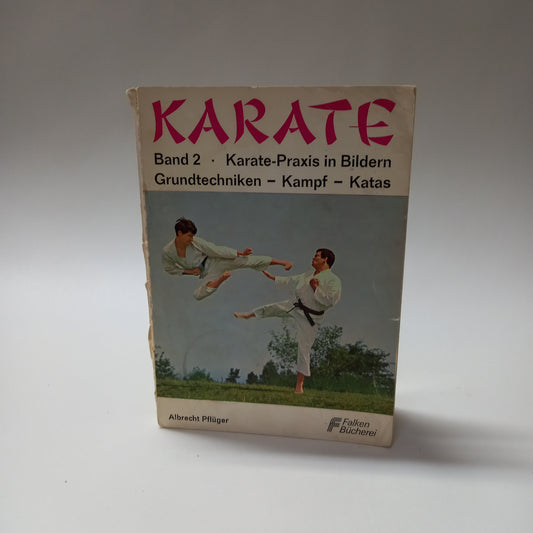 KARATE
Band 2 · Karate-Praxis in Bildern
Grundtechniken – Kampf – Katas
Albrecht Pflüger
Falken
Bücherei